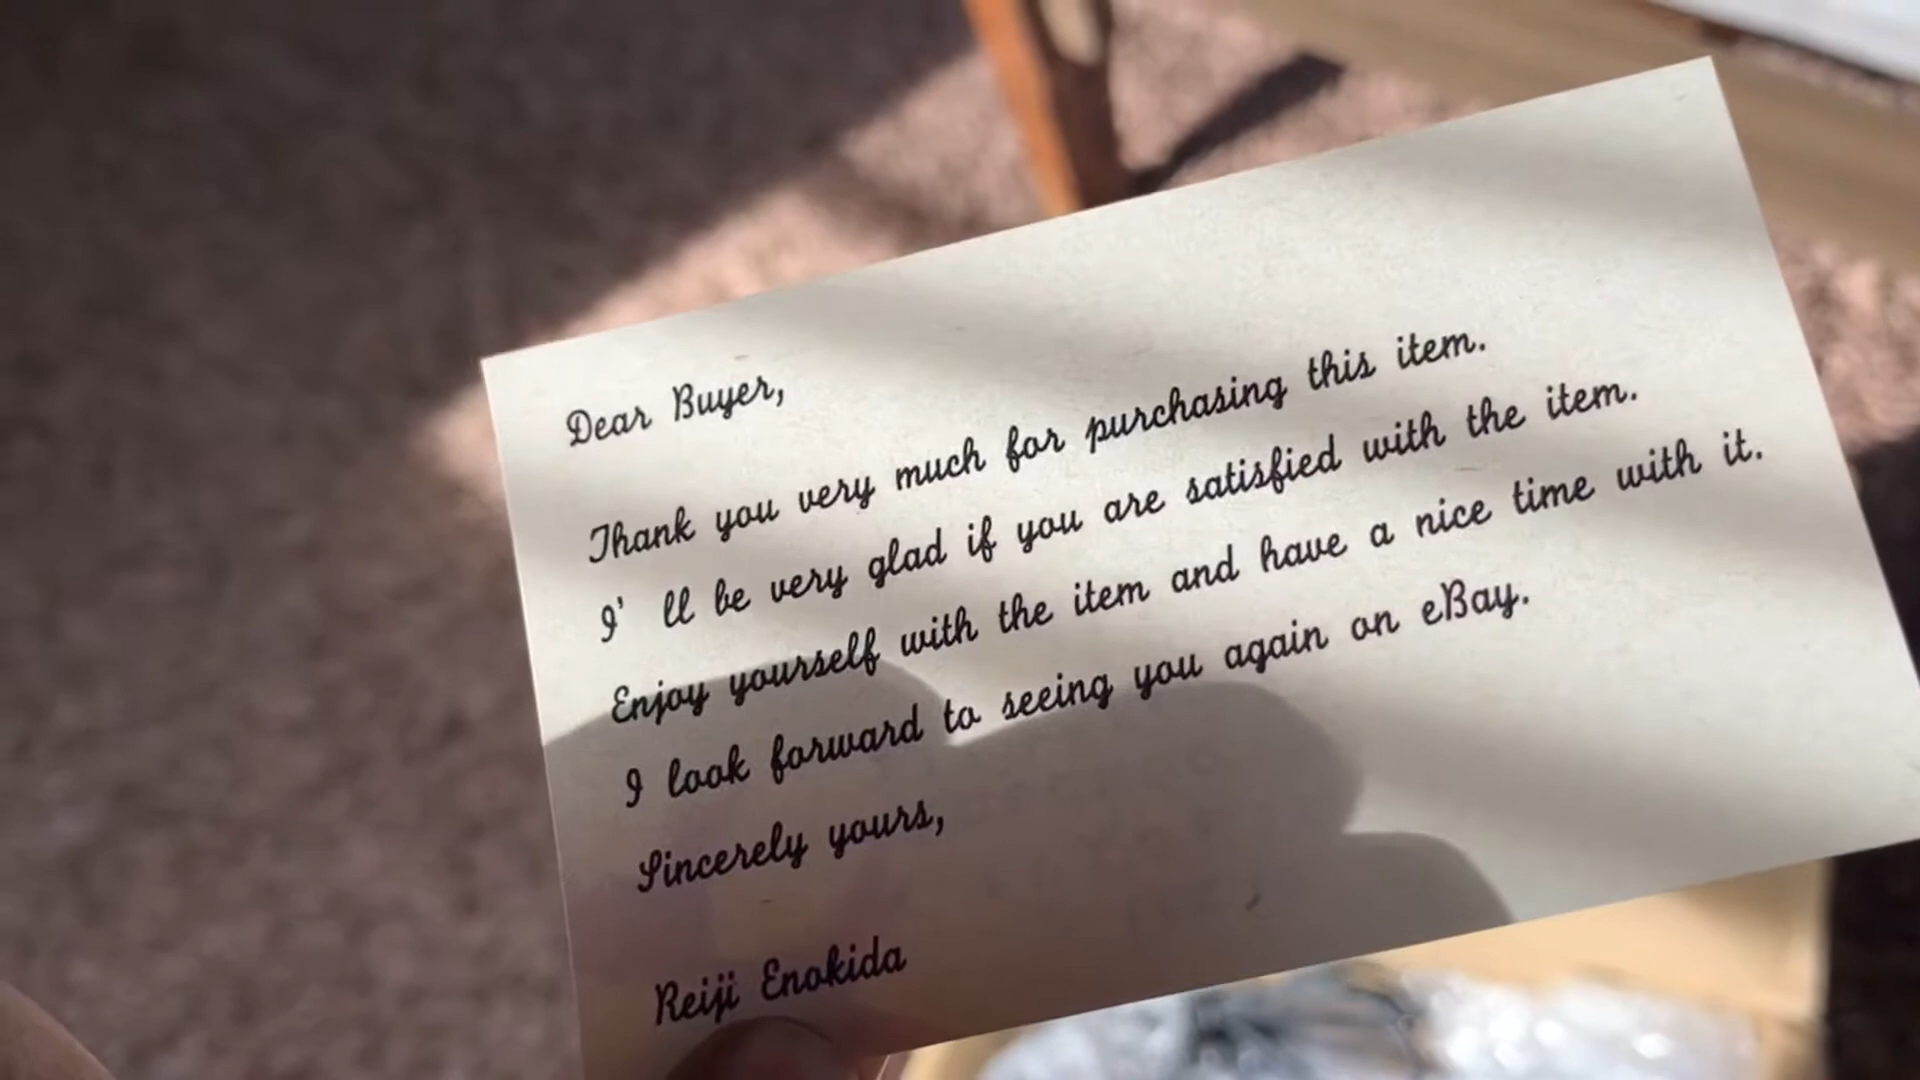 Dear Buyer,
Thank you very much for purchasing this item.
I' ll be very glad if you are satisfied with the item.
Enjoy yourself with the item and have a nice time with it.
I look forward to seeing you again on eBay.
Sincerely yours,
Reiji Enokida